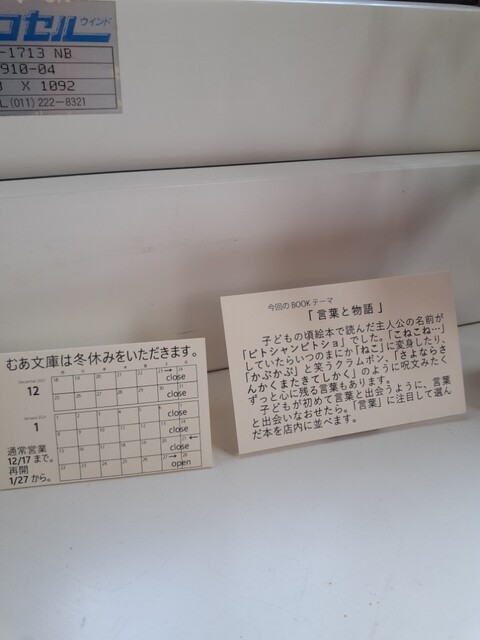 ロセル ウインド
-1713 NB
910-04
X 1092
L.(011)222-8321
むあ文庫は冬休みをいただきます。
12
close
close
1
close
close
close
open
通常営業
12/17 まで。
再開
1/27 から。
今回の BOOK テーマ
「 言葉と物語 」
子どもの頃絵本で読んだ主人公の名前が
「ピトシャンピトショ」でした。「こねこね…」
していたらいつのまにか「ねこ」に変身したり、
「かぷかぷ」と笑うクラムボン、「さよならさ
んかくまたきてしかく」のように呪文みたく
ずっと心に残る言葉もあります。
子どもが初めて言葉と出会うように、言葉
と出会いなおせたら。「言葉」に注目して選ん
だ本を店内に並べます。